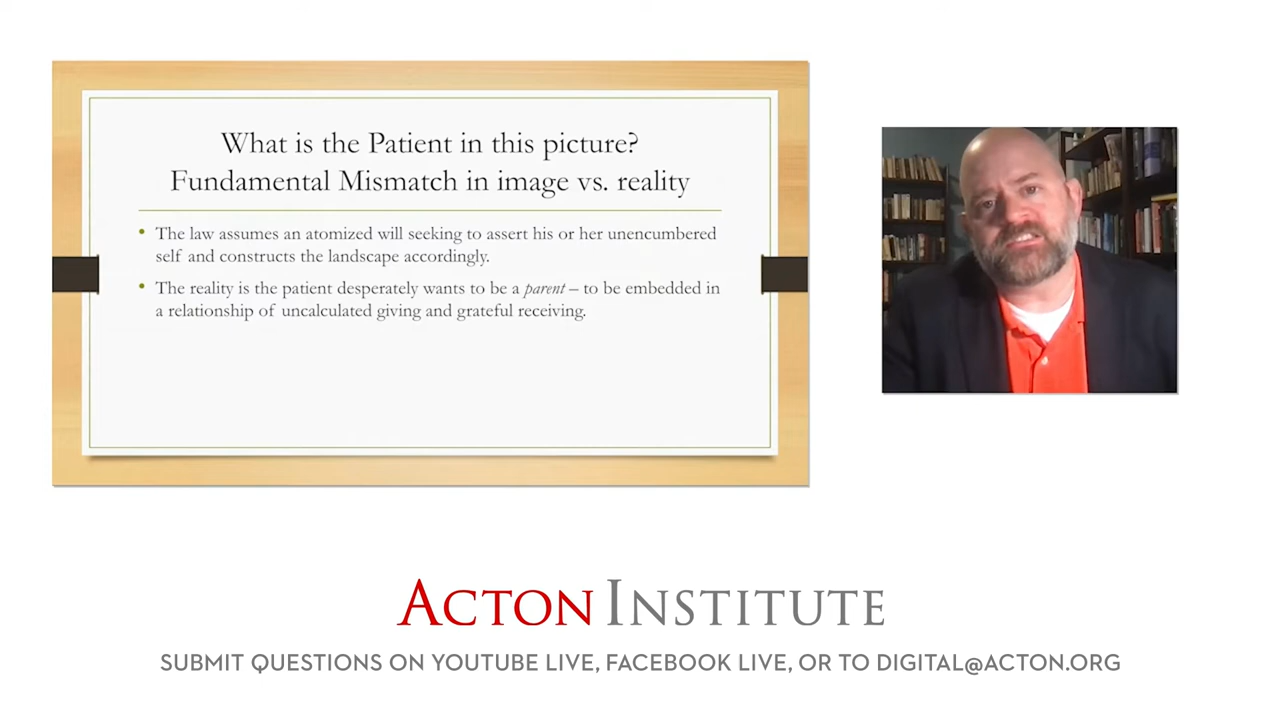 What is the Patient in this picture?
Fundamental Mismatch in image vs. reality
• The law assumes an atomized will seeking to assert his or her unencumbered
self and constructs the landscape accordingly.
• The reality is the patient desperately wants to be a parent – to be embedded in
a relationship of uncalculated giving and grateful receiving.
ACTON INSTITUTE
SUBMIT QUESTIONS ON YOUTUBE LIVE, FACEBOOK LIVE, OR TO DIGITAL@ACTON.ORG